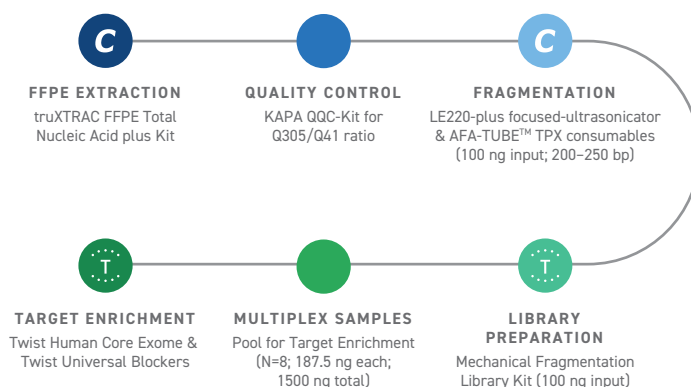 C
C
FFPE EXTRACTION
truXTRAC FFPE Total
Nucleic Acid plus Kit
QUALITY CONTROL
KAPA QQC-Kit for
Q305/Q41 ratio
FRAGMENTATION
LE220-plus focused-ultrasonicator
& AFA-TUBE™ TPX consumables
(100 ng input; 200–250 bp)
T
T
TARGET ENRICHMENT
Twist Human Core Exome &
Twist Universal Blockers
MULTIPLEX SAMPLES
Pool for Target Enrichment
(N=8; 187.5 ng each;
1500 ng total)
LIBRARY
PREPARATION
Mechanical Fragmentation
Library Kit (100 ng input)